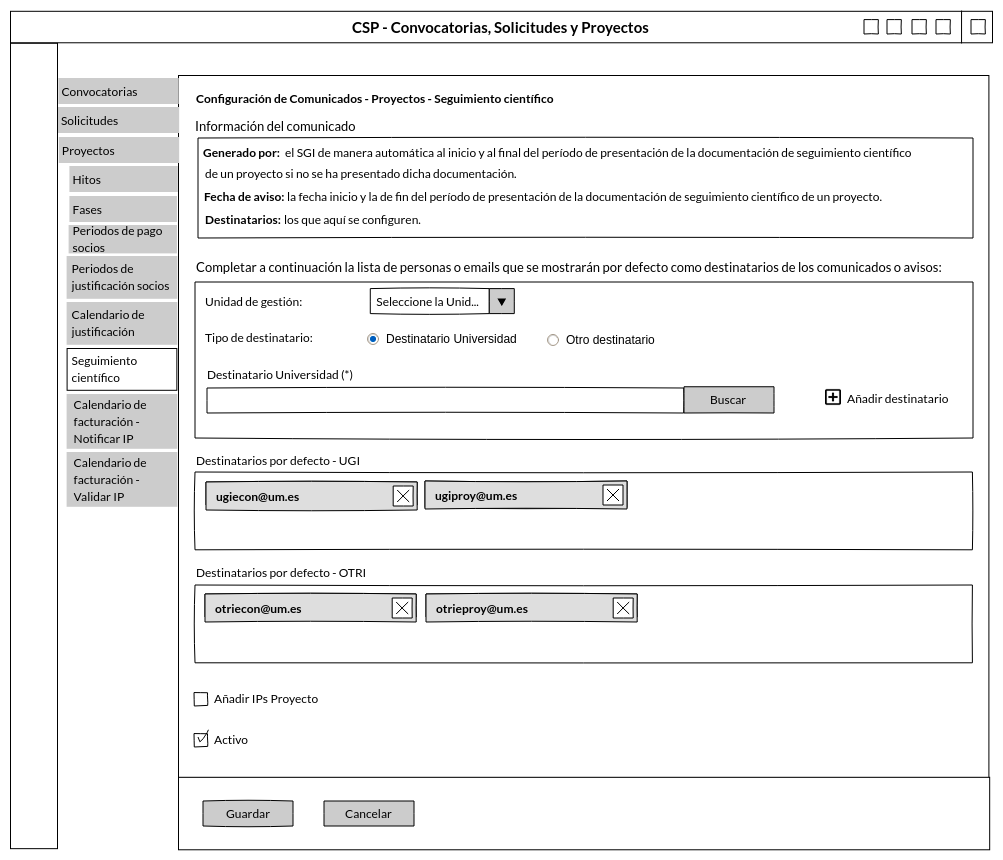 CSP - Convocatorias, Solicitudes y Proyectos
Convocatorias
Solicitudes
Proyectos
Hitos
Fases
Periodos de pago
socios
Periodos de
justificación socios
Calendario de
justificación
Seguimiento
científico
Calendario de
facturación -
Notificar IP
Calendario de
facturación -
Validar IP
Configuración de Comunicados - Proyectos - Seguimiento científico
Información del comunicado
Generado por: el SGI de manera automática al inicio y al final del período de presentación de la documentación de seguimiento científico
de un proyecto si no se ha presentado dicha documentación.
Fecha de aviso: la fecha inicio y la de fin del período de presentación de la documentación de seguimiento científico de un proyecto.
Destinatarios: los que aquí se configuren.
Completar a continuación la lista de personas o emails que se mostrarán por defecto como destinatarios de los comunicados o avisos:
Unidad de gestión: Seleccione la Unid...
Tipo de destinatario: Destinatario Universidad Otro destinatario
Destinatario Universidad (*)
Buscar Añadir destinatario
Destinatarios por defecto - UGI
ugiecon@um.es ugiproy@um.es
Destinatarios por defecto - OTRI
otriecon@um.es otrieproy@um.es
Añadir IPs Proyecto
Activo
Guardar Cancelar